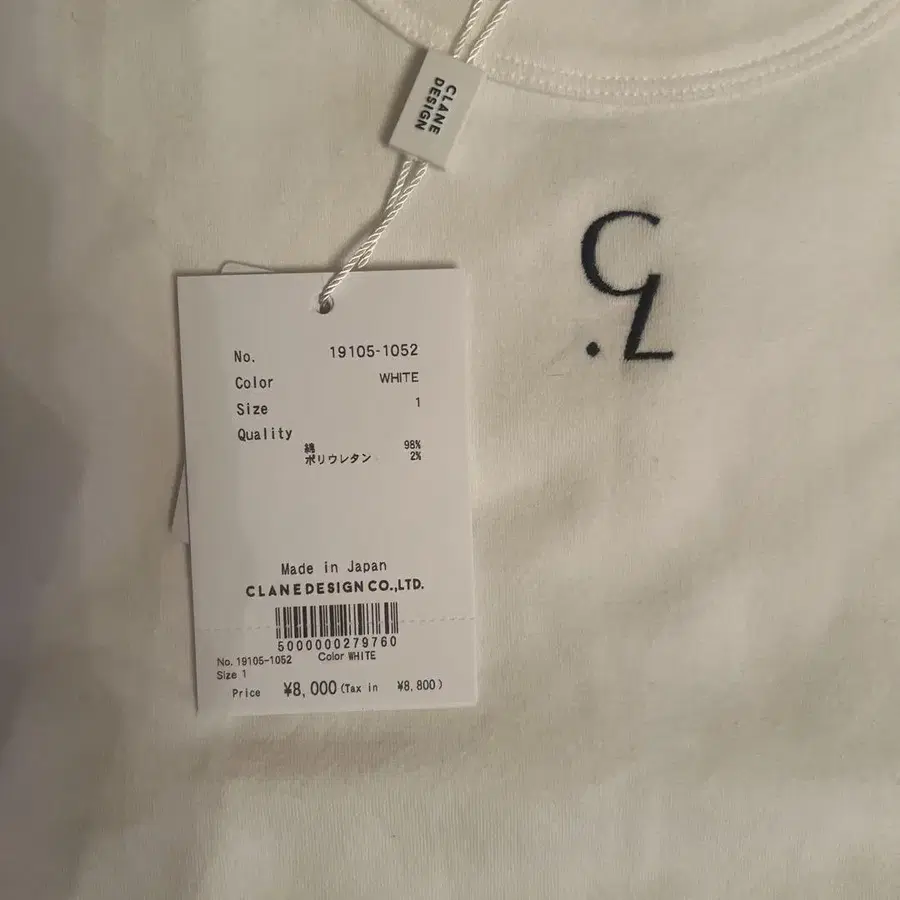 CLANE
DESIGN
CL.
No. 19105-1052
Color WHITE
Size 1
Quality
綿 98%
ポリウレタン 2%
Made in Japan
CLANEDESIGN CO.,LTD.
5000000279760
No. 19105-1052 Color WHITE
Size 1
Price ¥8,000 (Tax in ¥8,800)